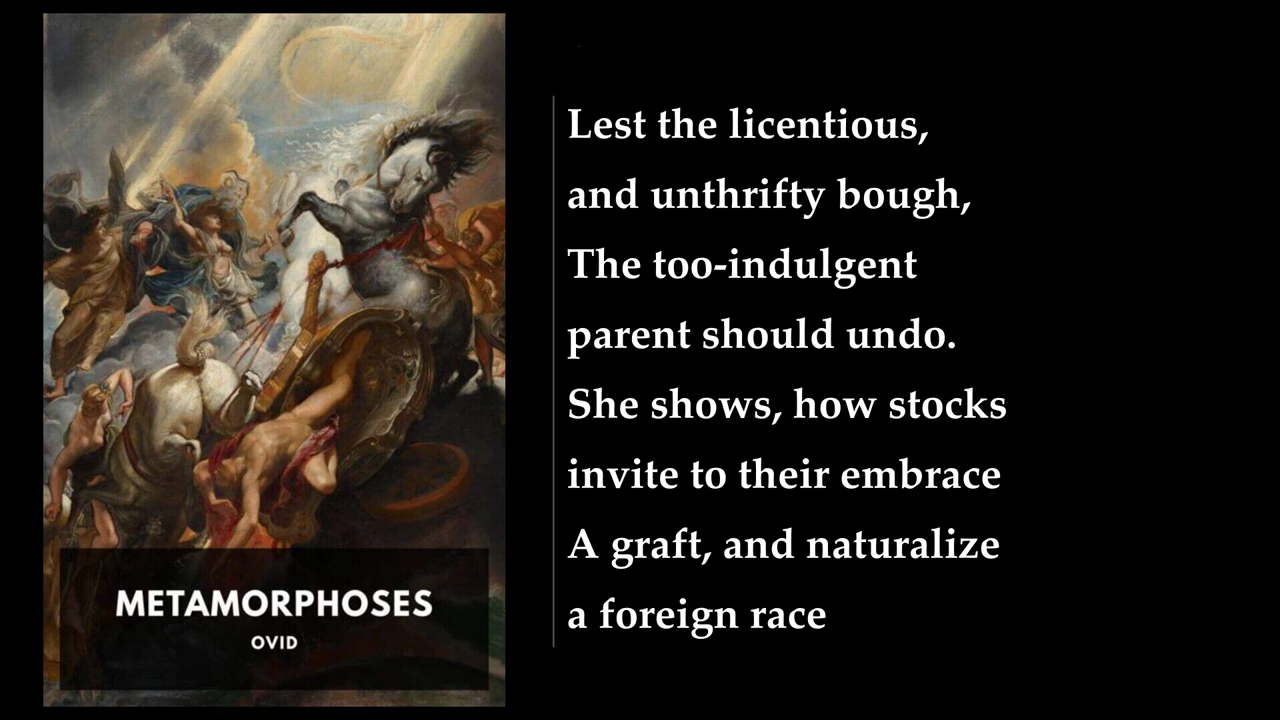 METAMORPHOSES
OVID
Lest the licentious,
and unthrifty bough,
The too-indulgent
parent should undo.
She shows, how stocks
invite to their embrace
A graft, and naturalize
a foreign race